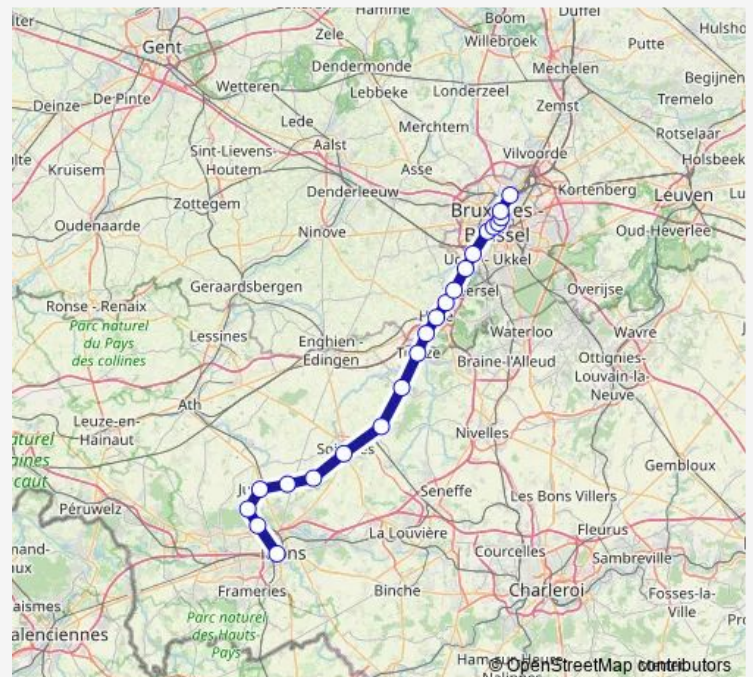 Hamme
Boom
Duffel
Gent
Zele
Willebroek
Putte
Hulsho
Dendermonde
Mechelen
Begijnen
Wetteren
Lebbeke
Londerzeel
Deinze
De Pinte
Zemst
Tremelo
Lede
Merchtem
Rotselaar
Aalst
Sint-Lievens-
Houtem
Vilvoorde
Holsbeek
Kruisem
Asse
Denderleeuw
Kortenberg
Leuven
Zottegem
Oudenaarde
Ninove
Oud-Heverlee
Geraardsbergen
Overijse
Ronse - Renaix
Parc naturel
du Pays
des collines
Lessines
Enghien -
Edingen
Waterloo
Wavre
Braine-l'Alleud
Ottignies-
Louvain-la-
Neuve
Ath
Leuze-en-
Hainaut
Nivelles
Gembloux
Péruwelz
Seneffe
Les Bons Villers
La Louvière
Fleurus
Courcelles
Sambreville
Frameries
Binche
Charleroi
Fosses-la-
Ville
Parc naturel
des Hauts-
Pays
alenciennes
© OpenStreetMap contributors